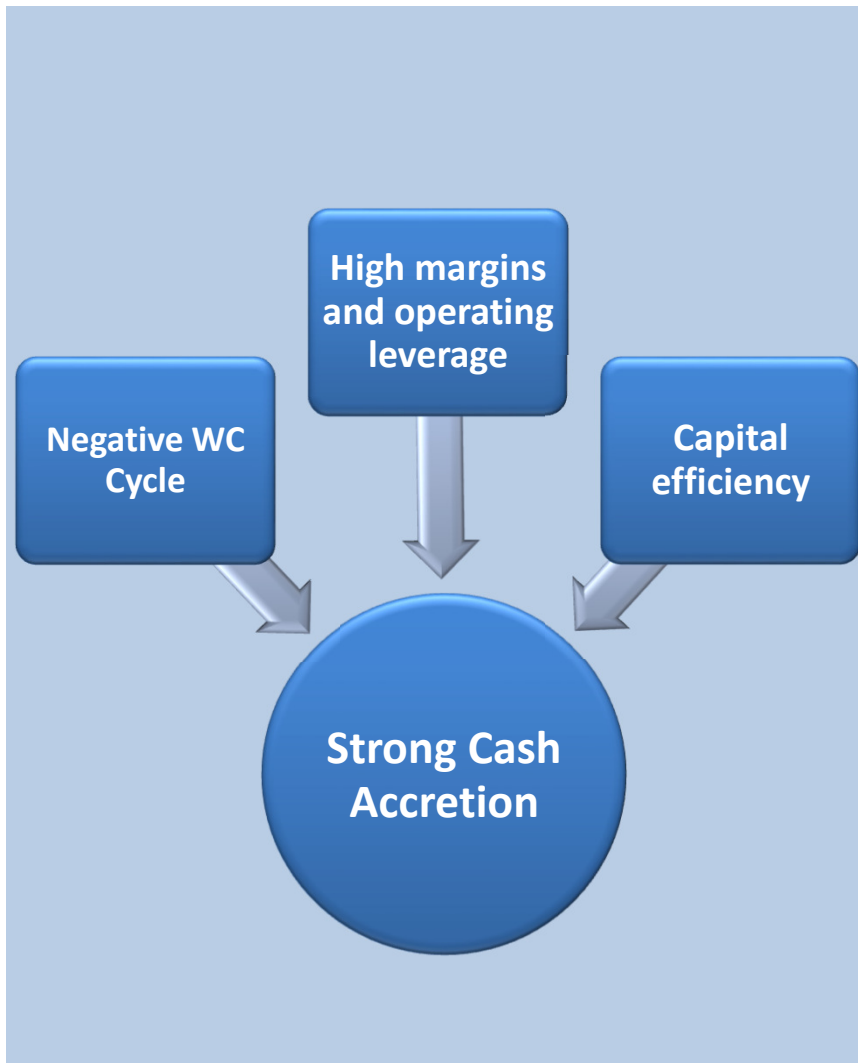 High margins
and operating
leverage
Negative WC
Cycle
Capital
efficiency
Strong Cash
Accretion